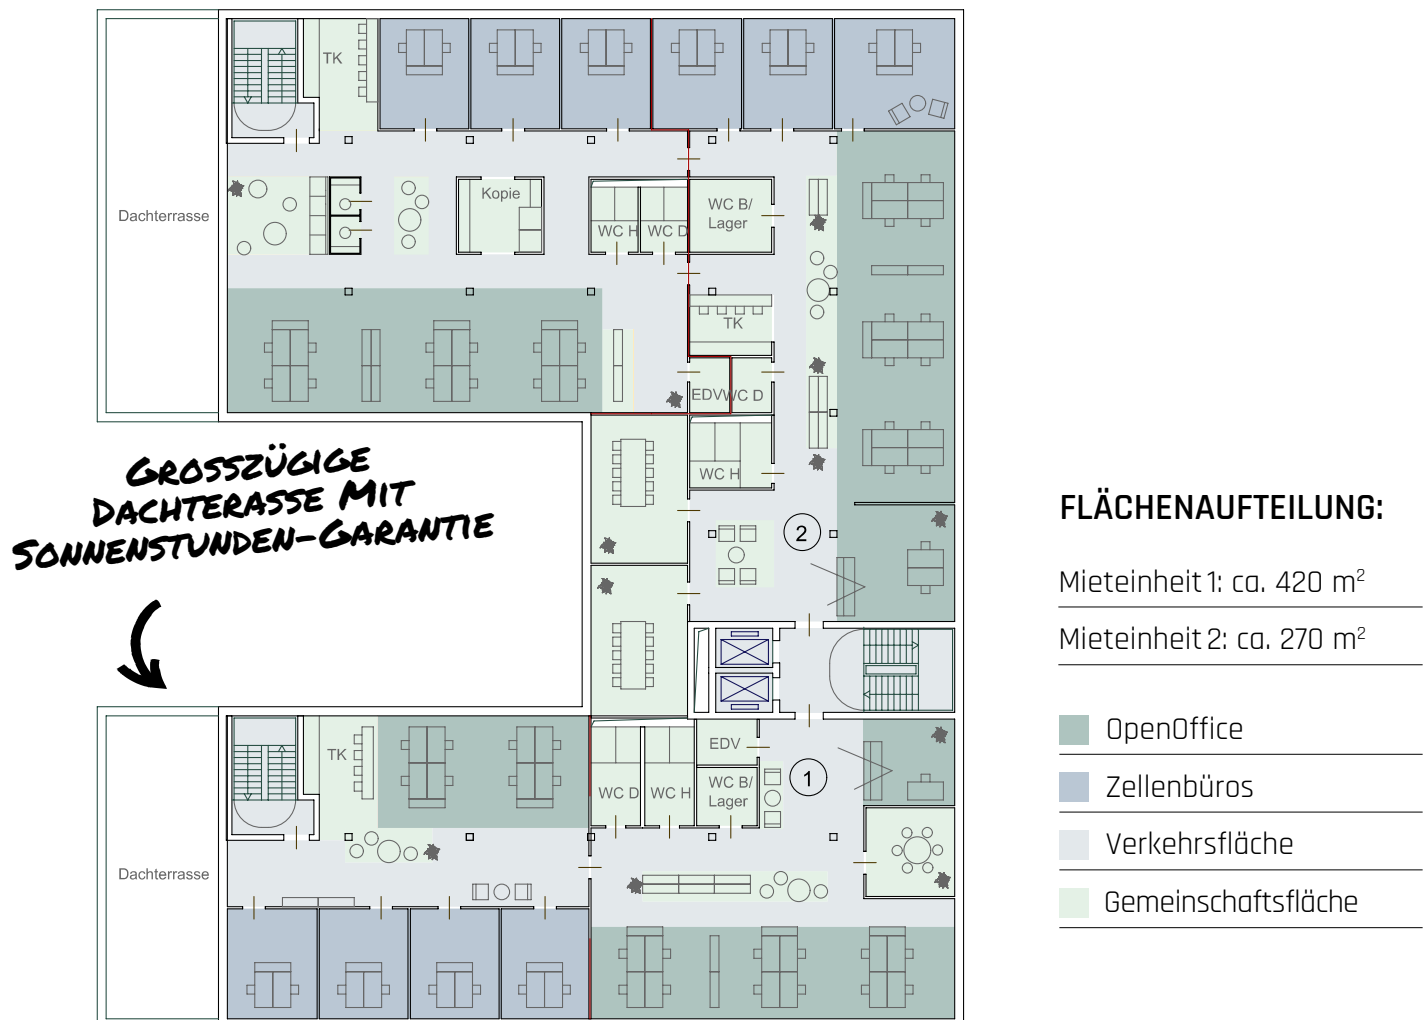 TK
Dachterrasse
Kopie
WC H
WC D
WC B/
Lager
TK
EDV
WC D
WC H
2
GROSSZÜGIGE
DACHTERASSE MIT
SONNENSTUNDEN-GARANTIE
FLÄCHENAUFTEILUNG:
Mieteinheit 1: ca. 420 m²
Mieteinheit 2: ca. 270 m²
OpenOffice
Zellenbüros
Verkehrsfläche
Gemeinschaftsfläche
TK
EDV
WC D
WC H
WC B/
Lager
1
Dachterrasse